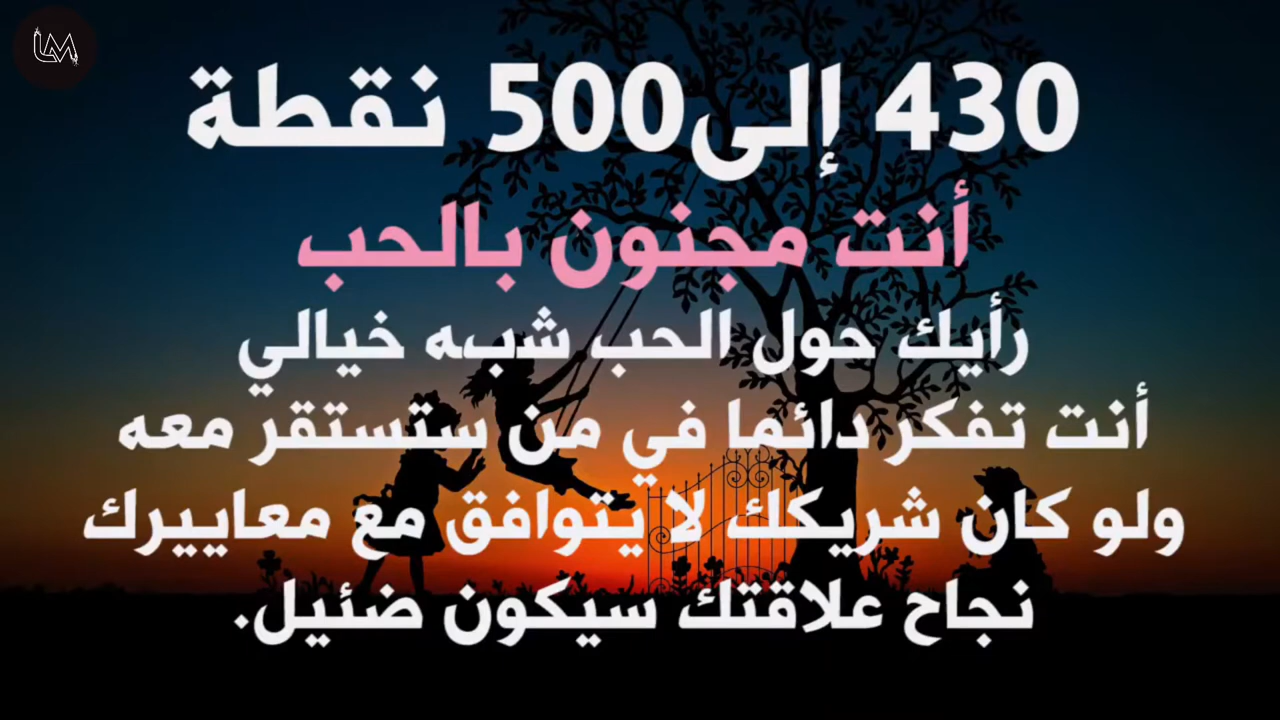 LM
430 إلى500 نقطة
أنت مجنون بالحب
رأيك حول الحب شبه خيالي
أنت تفكر دائما في من ستستقر معه
ولو كان شريكك لا يتوافق مع معاييرك
نجاح علاقتك سيكون ضئيل.